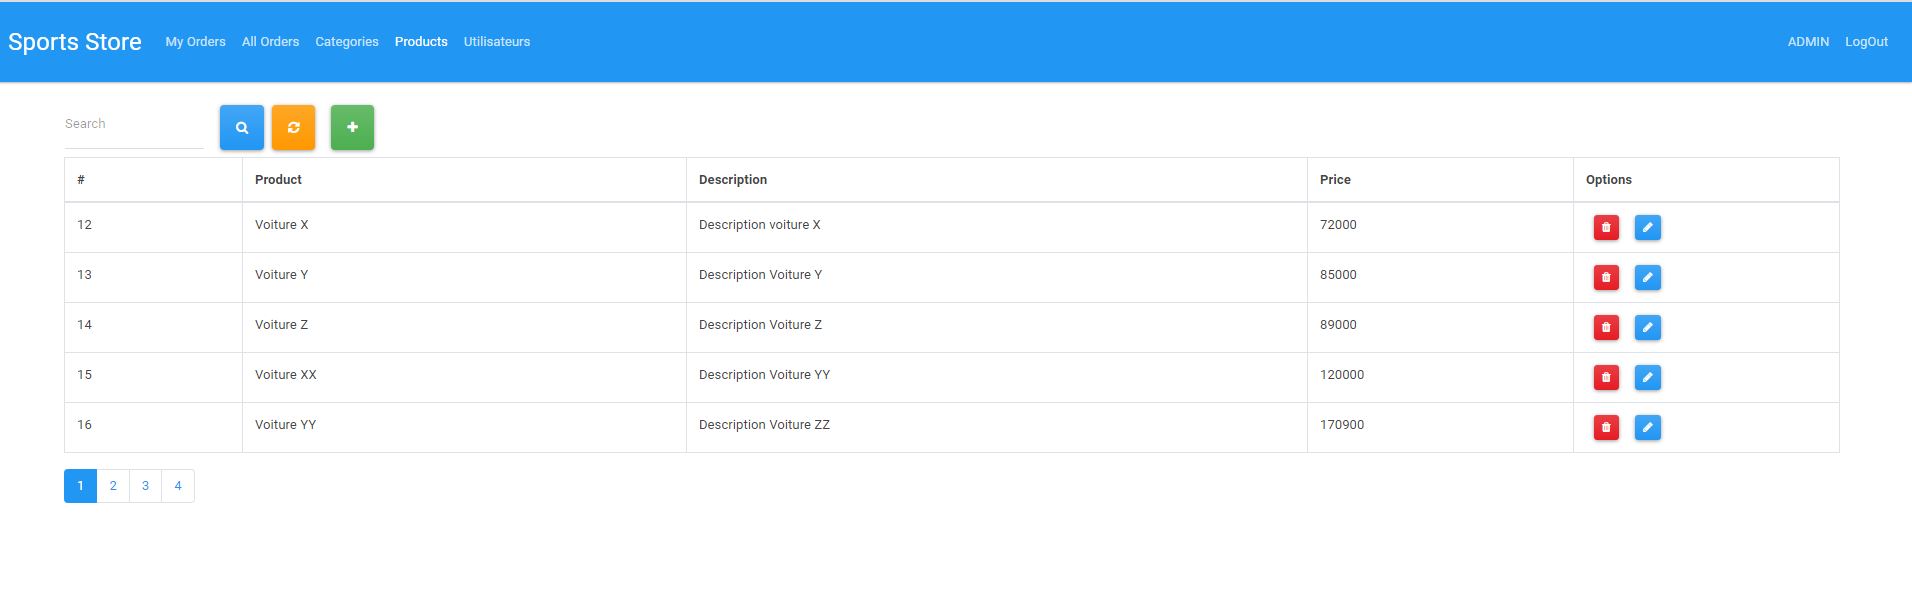 Sports Store My Orders All Orders Categories Products Utilisateurs ADMIN LogOut
Search
# Product Description Price Options
12 Voiture X Description voiture X 72000
13 Voiture Y Description Voiture Y 85000
14 Voiture Z Description Voiture Z 89000
15 Voiture XX Description Voiture YY 120000
16 Voiture YY Description Voiture ZZ 170900
1 2 3 4